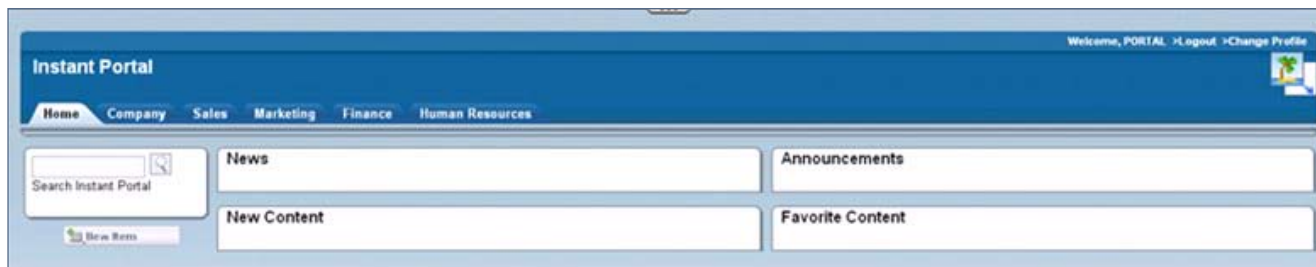 Welcome, PORTAL >Logout >Change Profile
Instant Portal
Home Company Sales Marketing Finance Human Resources
News
Announcements
Search Instant Portal
New Content
Favorite Content
New Item